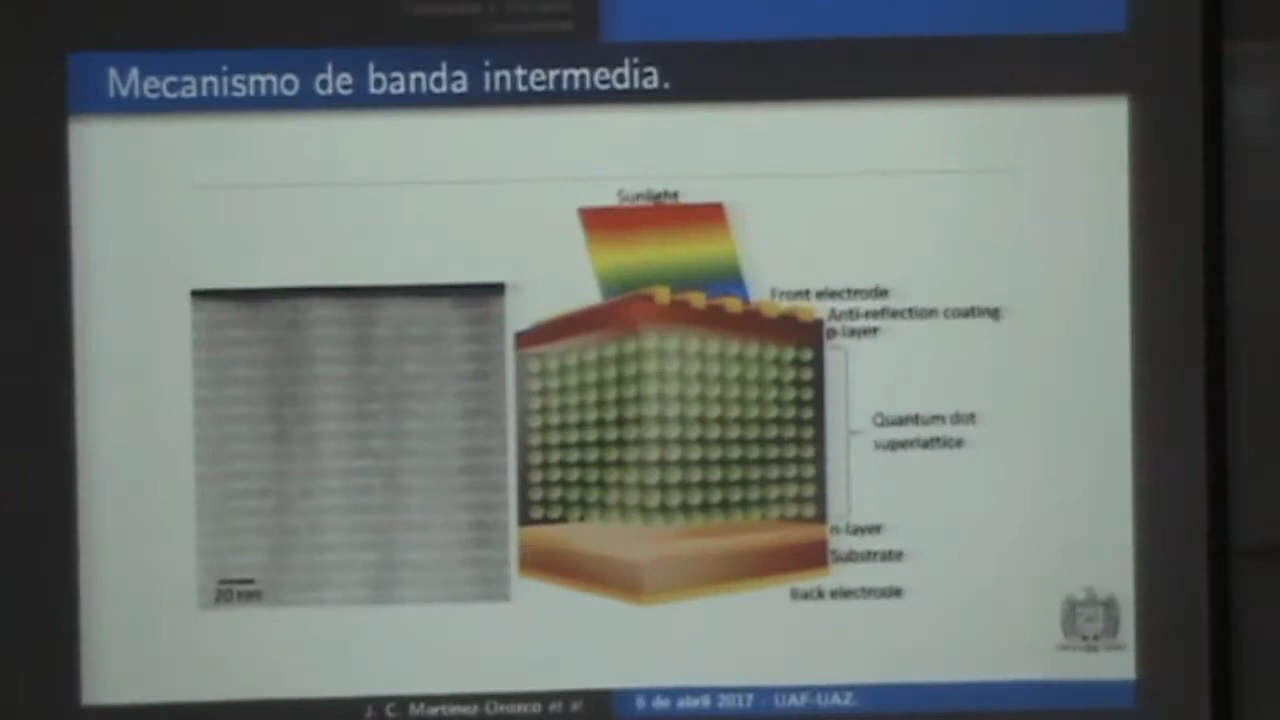 Mecanismo de banda intermedia.
Sunlight
Front electrode
Anti-reflection coating
p-layer
Quantum dot
superlattice
n-layer
Substrate
Back electrode
20 nm
J. C. Martínez-Orozco et al
6 de abril 2017 - UAF-UAZ.